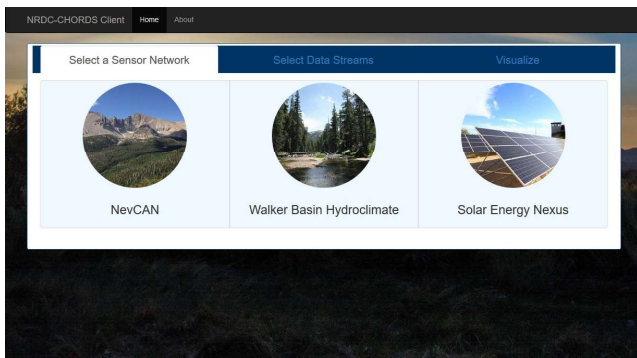 NRDC-CHORDS Client Home About
Select a Sensor Network Select Data Streams Visualize
NevCAN Walker Basin Hydroclimate Solar Energy Nexus